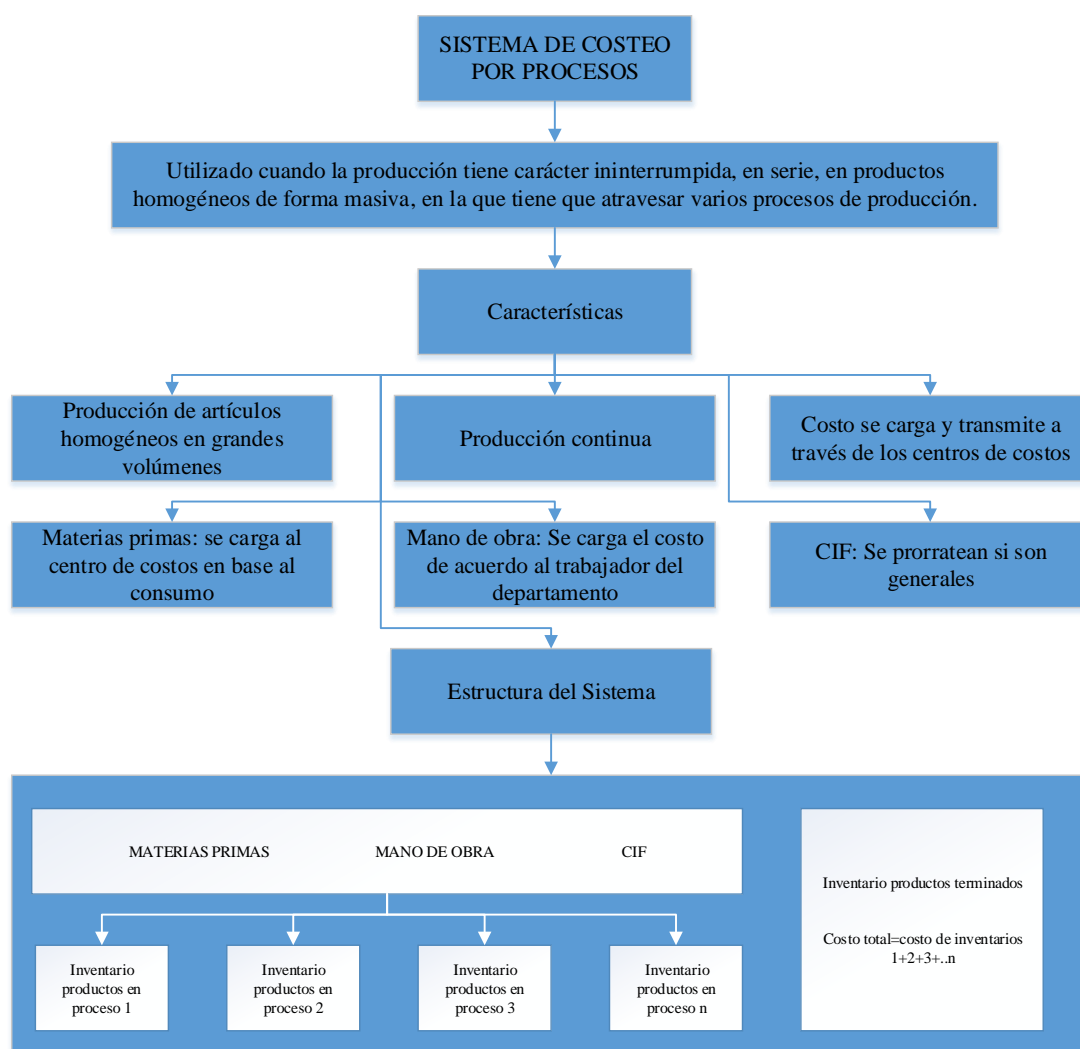 SISTEMA DE COSTEO
POR PROCESOS
Utilizado cuando la producción tiene carácter ininterrumpida, en serie, en productos
homogéneos de forma masiva, en la que tiene que atravesar varios procesos de producción.
Características
Producción de artículos
homogéneos en grandes
volúmenes
Producción continua
Costo se carga y transmite a
través de los centros de costos
Materias primas: se carga al
centro de costos en base al
consumo
Mano de obra: Se carga el costo
de acuerdo al trabajador del
departamento
CIF: Se prorratean si son
generales
Estructura del Sistema
MATERIAS PRIMAS MANO DE OBRA CIF
Inventario
productos en
proceso 1
Inventario
productos en
proceso 2
Inventario
productos en
proceso 3
Inventario
productos en
proceso n
Inventario productos terminados
Costo total=costo de inventarios
1+2+3+..n